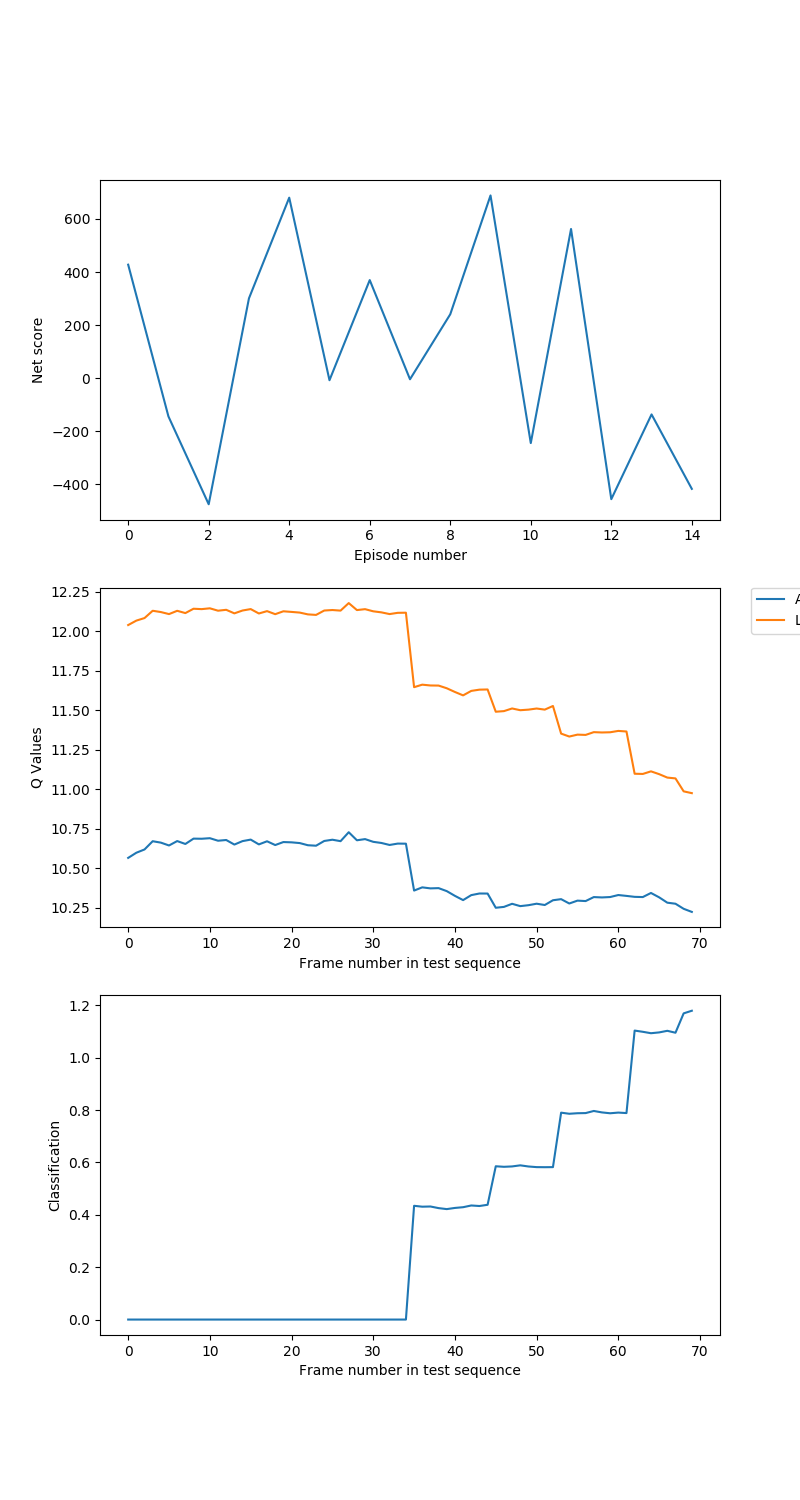 600
400
200
0
−200
−400
Net score
0 2 4 6 8 10 12 14
Episode number
12.25
12.00
11.75
11.50
11.25
11.00
10.75
10.50
10.25
Q Values
0 10 20 30 40 50 60 70
Frame number in test sequence
1.2
1.0
0.8
0.6
0.4
0.2
0.0
Classification
0 10 20 30 40 50 60 70
Frame number in test sequence